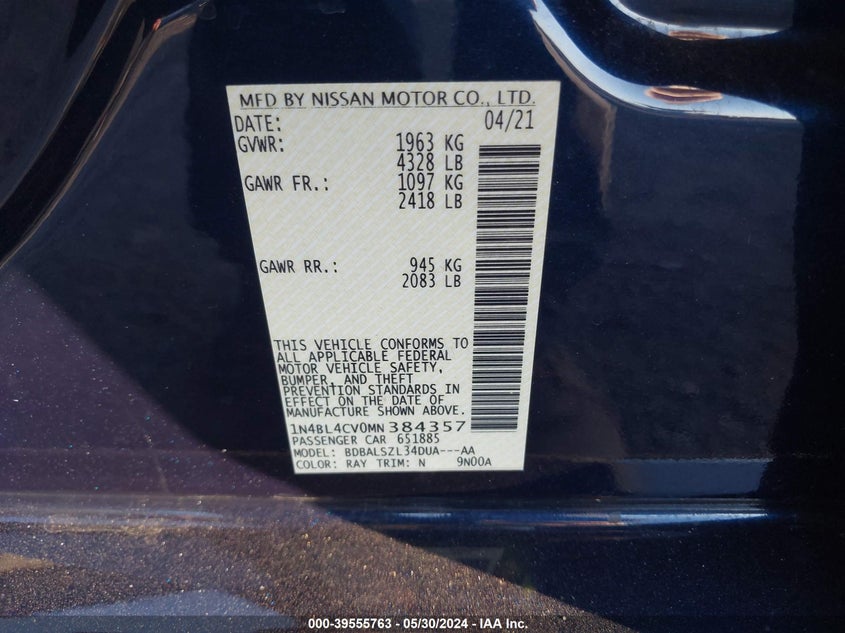 MFD BY NISSAN MOTOR CO., LTD.
DATE: 04/21
GVWR: 1963 KG
4328 LB
GAWR FR.: 1097 KG
2418 LB
GAWR RR.: 945 KG
2083 LB
THIS VEHICLE CONFORMS TO
ALL APPLICABLE FEDERAL
MOTOR VEHICLE SAFETY,
BUMPER, AND THEFT
PREVENTION STANDARDS IN
EFFECT ON THE DATE OF
MANUFACTURE SHOWN ABOVE.
1N4BL4CV0MN384357
PASSENGER CAR 651885
MODEL: BDBALSZL34DUA---AA
COLOR: RAY TRIM: N 9N00A
000-39555763 - 05/30/2024 - IAA Inc.